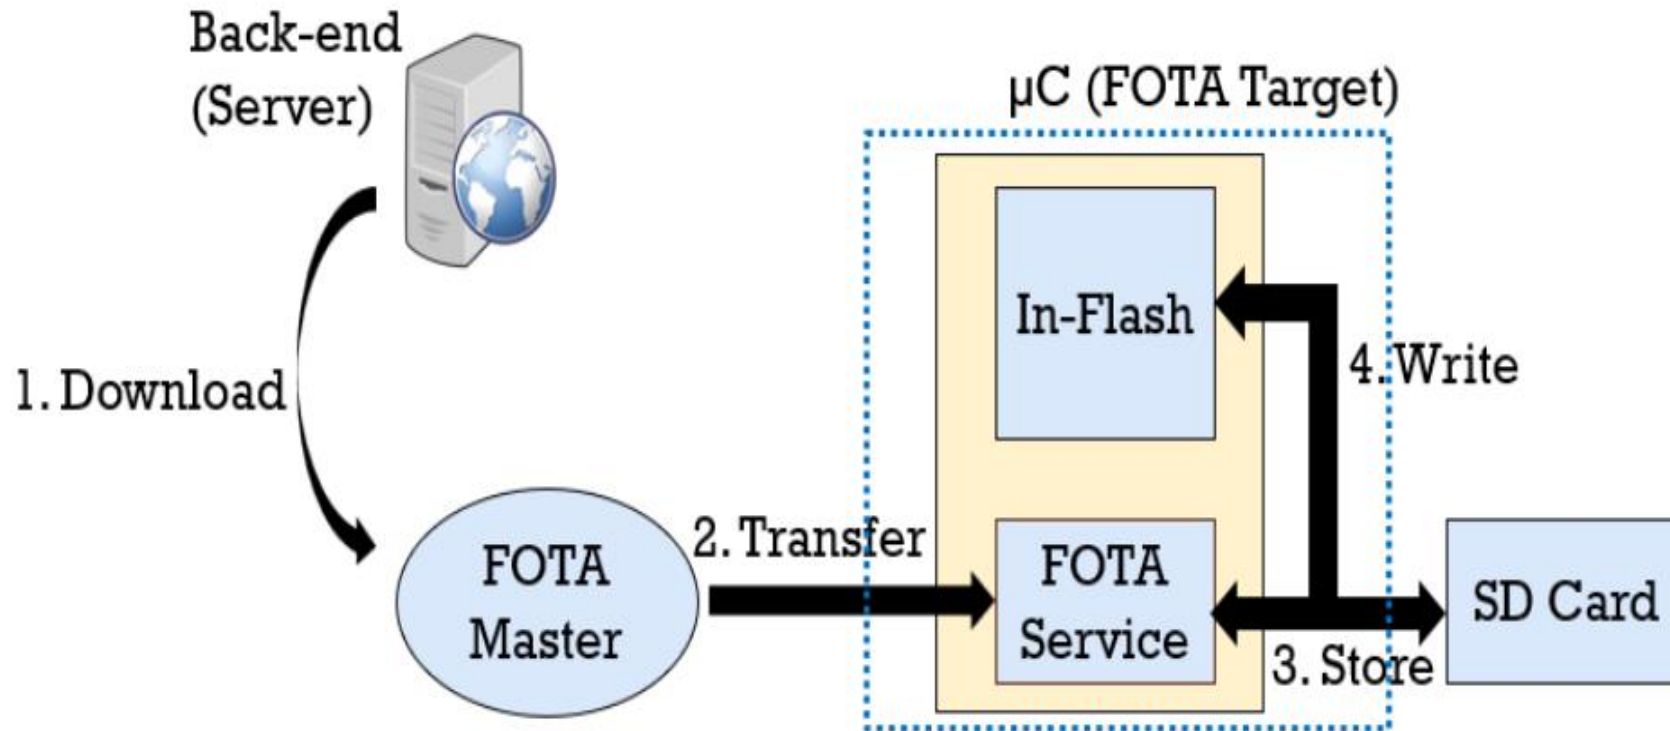 Back-end
(Server)
µC (FOTA Target)
In-Flash
4. Write
1. Download
2. Transfer
FOTA
Master
FOTA
Service
SD Card
3. Store